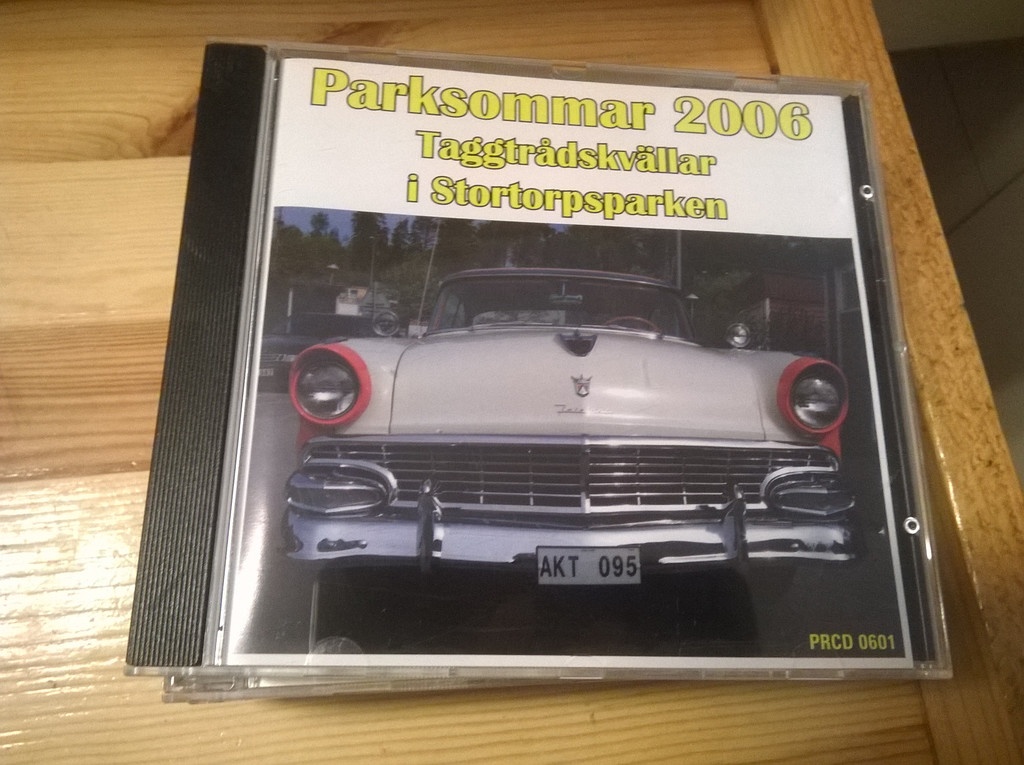 Parksommar 2006
Taggtrådskvällar
i Stortorpsparken
AKT 095
PRCD 0601